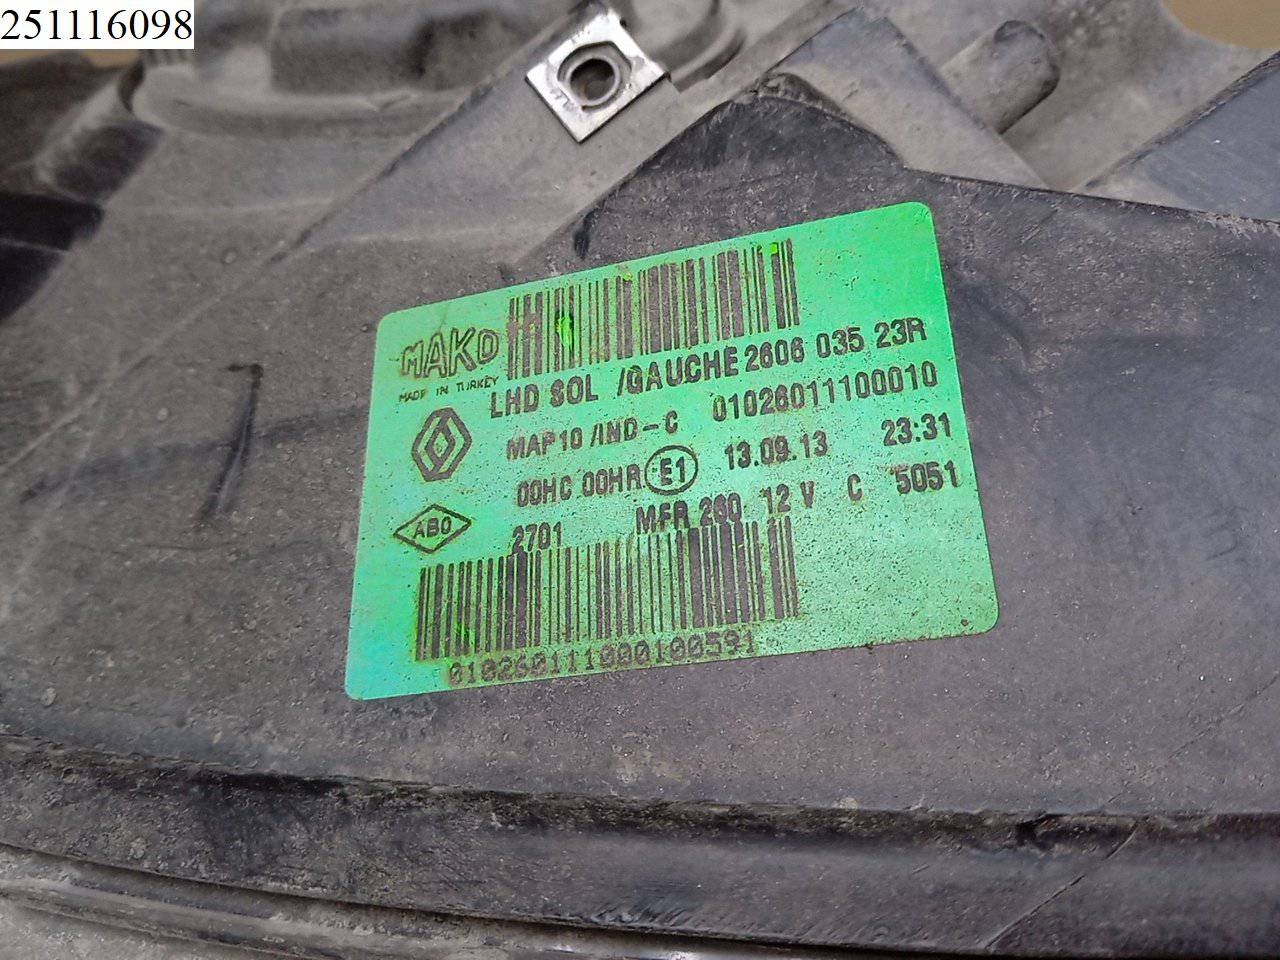 251116098
MAKO
MADE IN TURKEY
LHD SOL /GAUCHE 2606 035 23R
MAP10 /IND-C 01026011100010
00HC 00HR E1 13.09.13 23:31
ABO 2701 MFR 260 12 V C 5051
010260111000100591